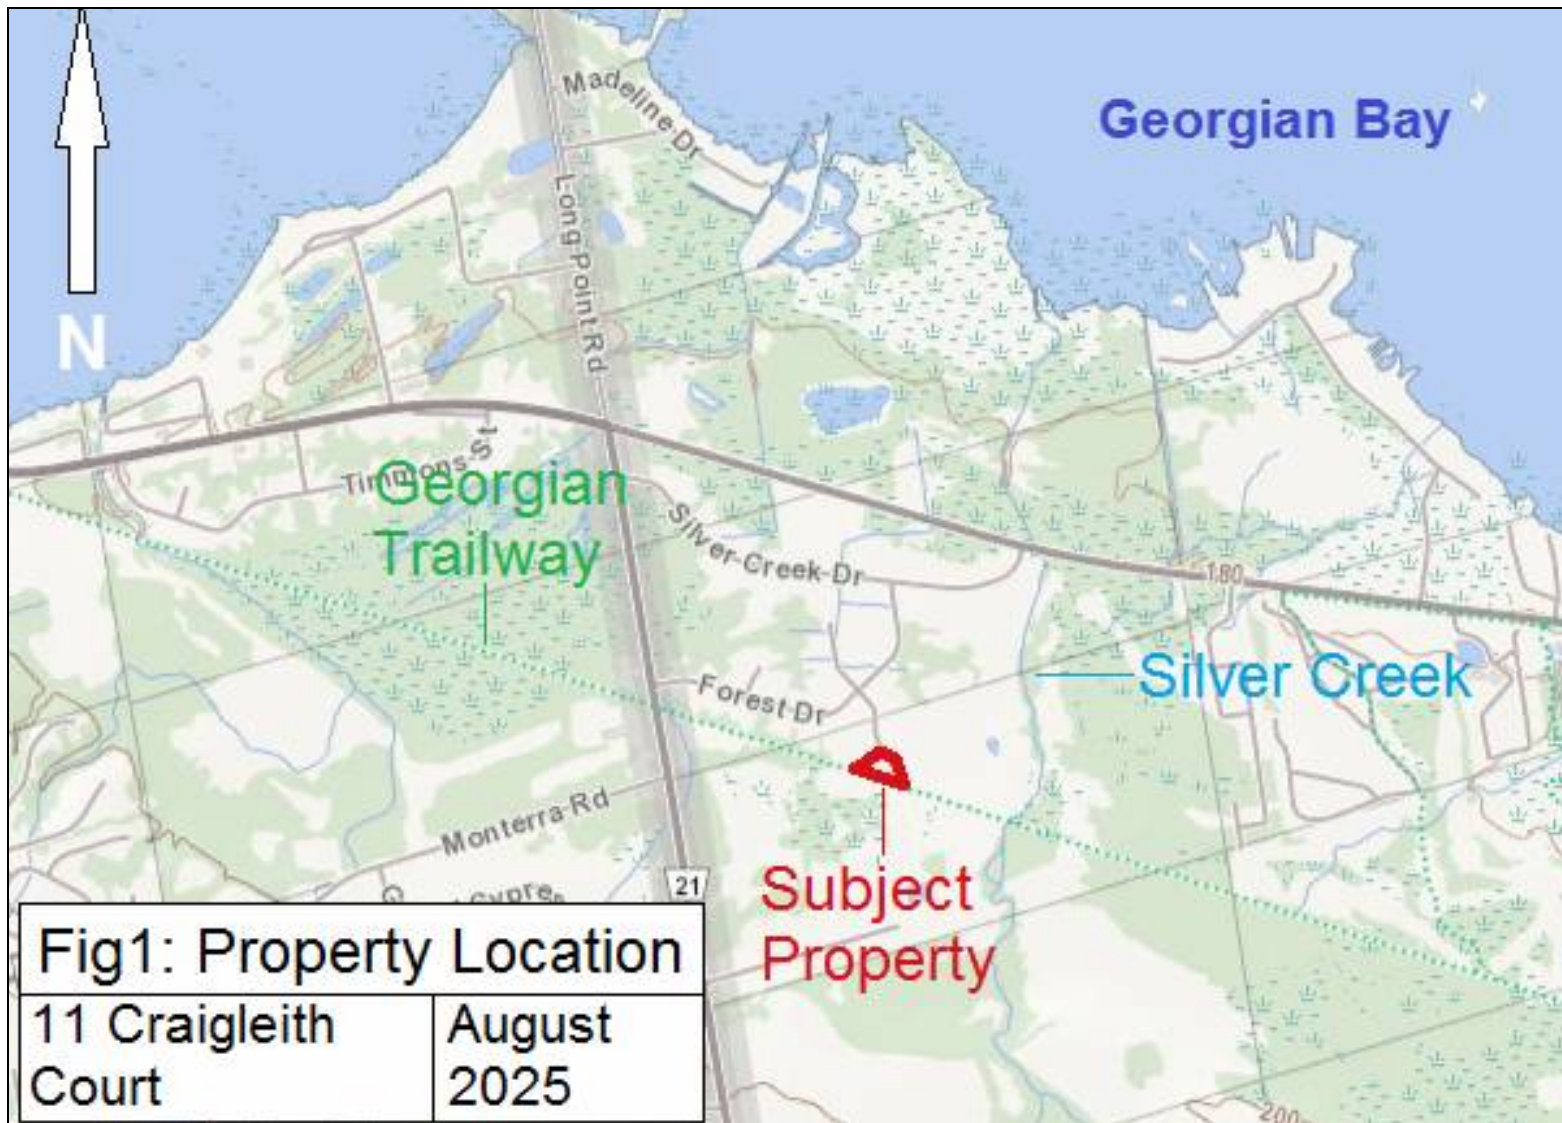 Madeline Dr
Georgian Bay
Long Point Rd
N
Timmons St
Georgian
Trailway
Silver Creek Dr
180
Silver Creek
Forest Dr
Monterra Rd
21
Subject
Property
Fig1: Property Location
11 Craigleith
Court
August
2025
200